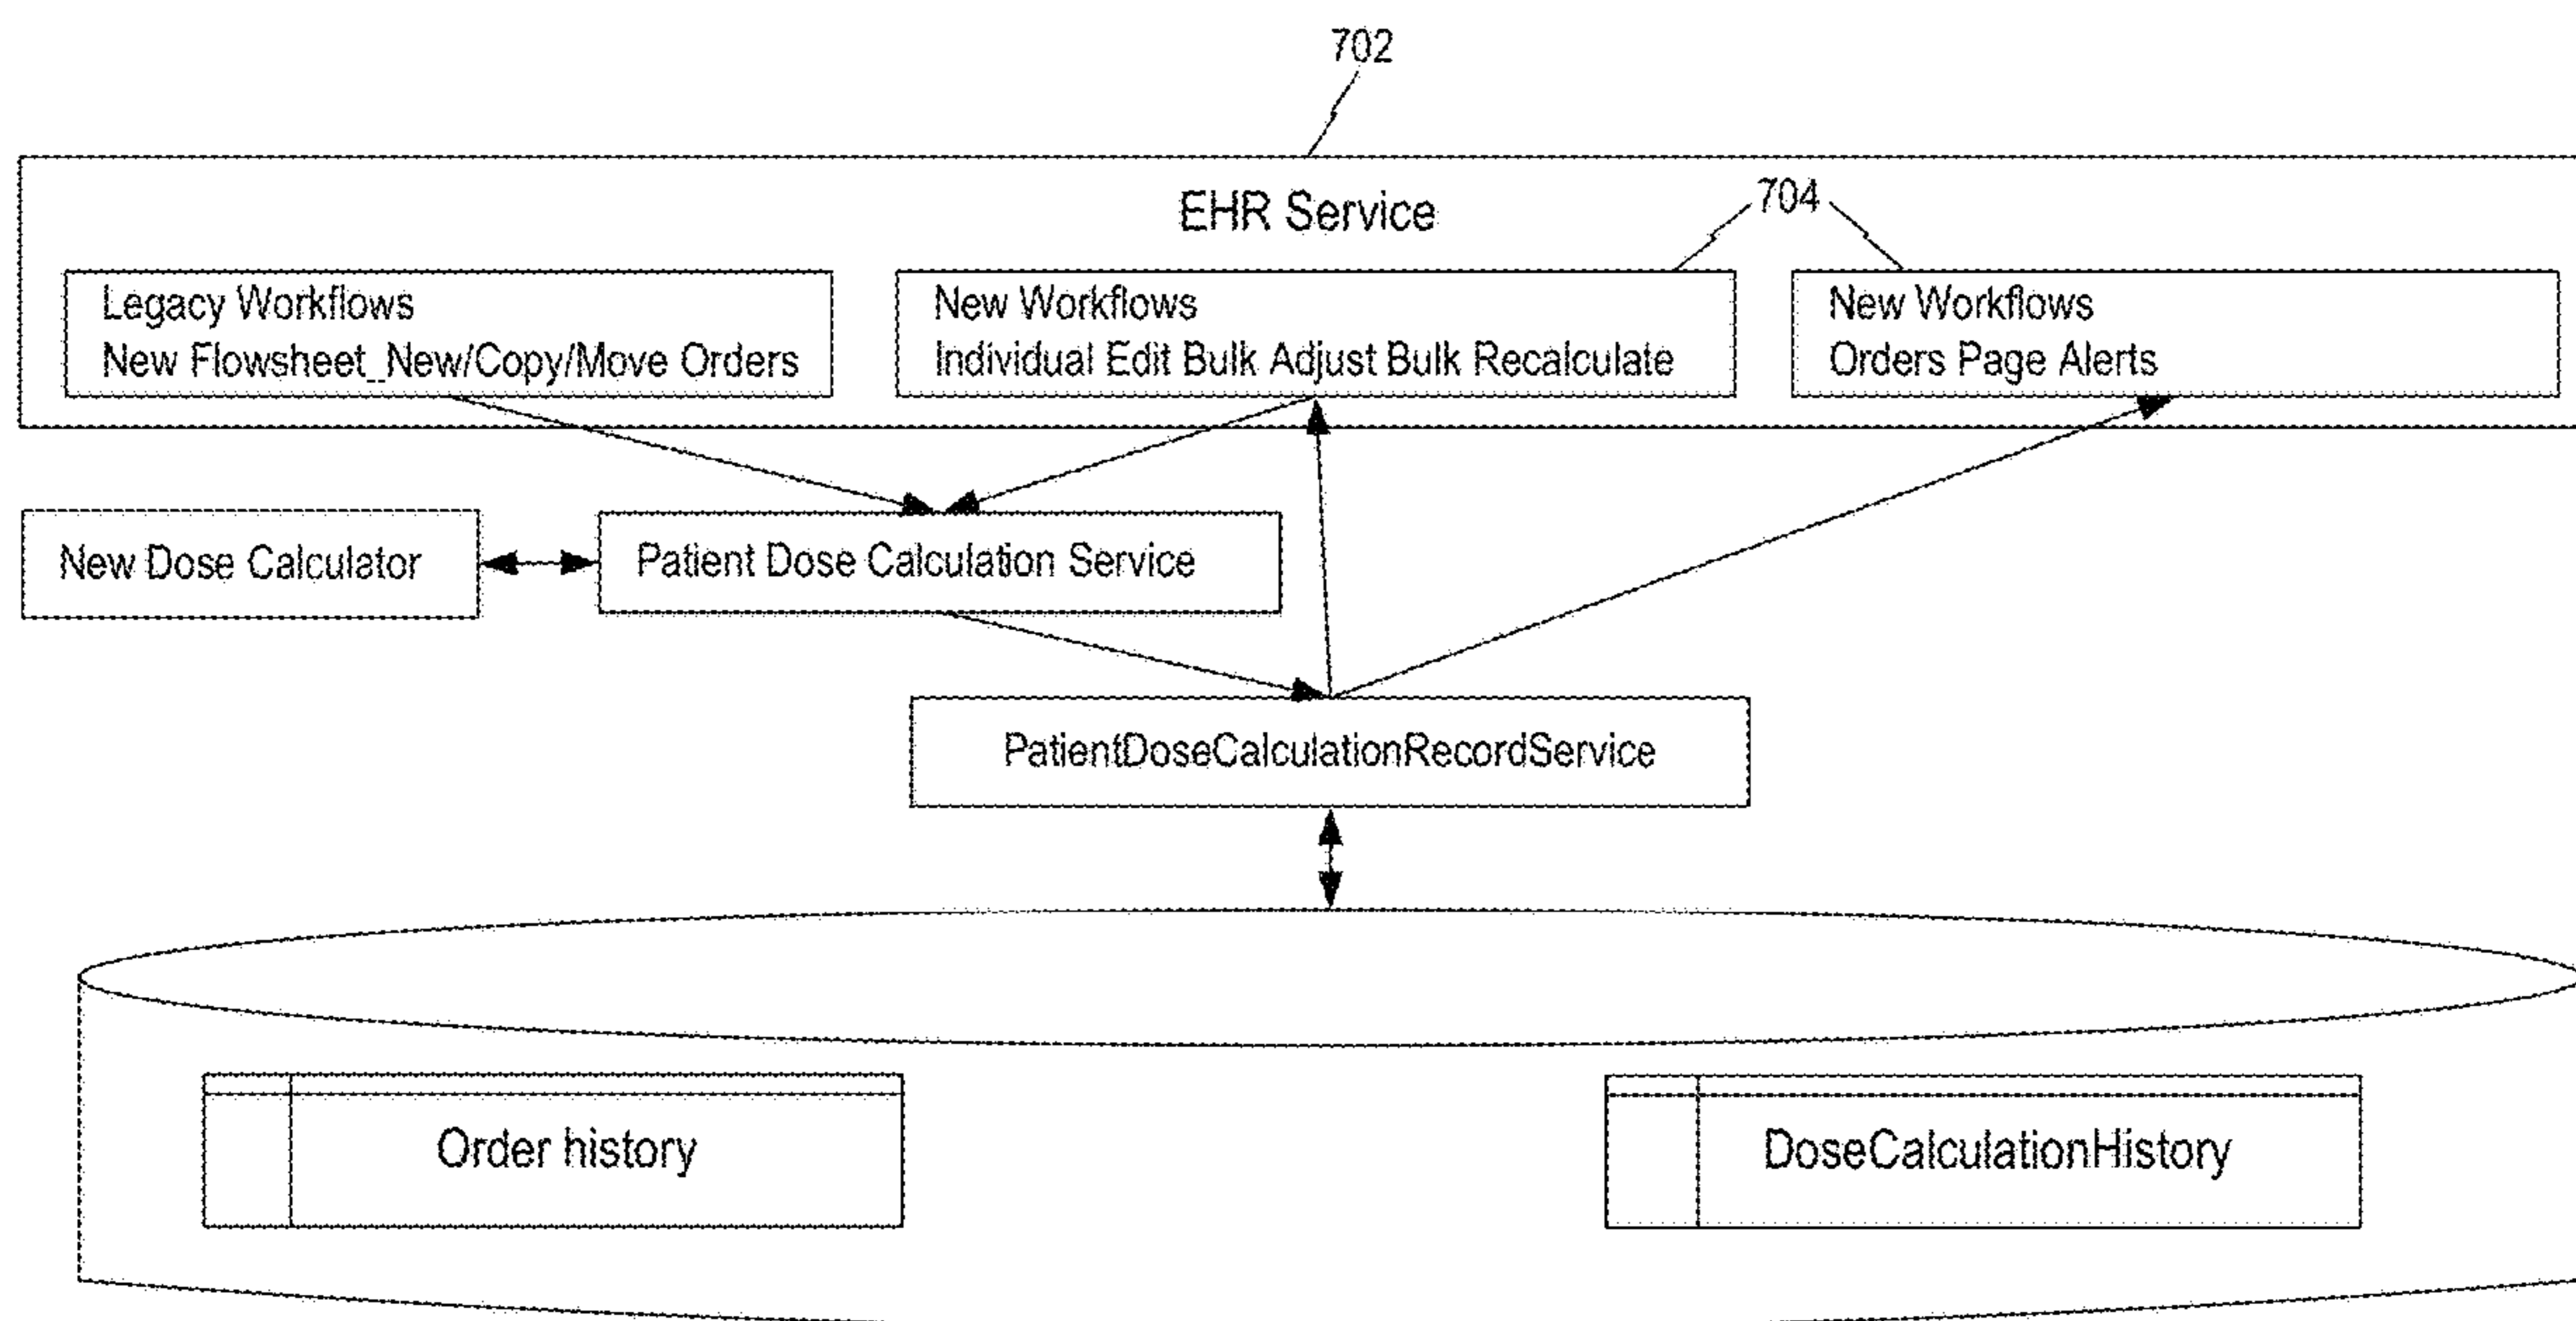 702
EHR Service
704
Legacy Workflows
New Flowsheet_New/Copy/Move Orders
New Workflows
Individual Edit Bulk Adjust Bulk Recalculate
New Workflows
Orders Page Alerts
New Dose Calculator
Patient Dose Calculation Service
PatientDoseCalculationRecordService
Order history
DoseCalculationHistory